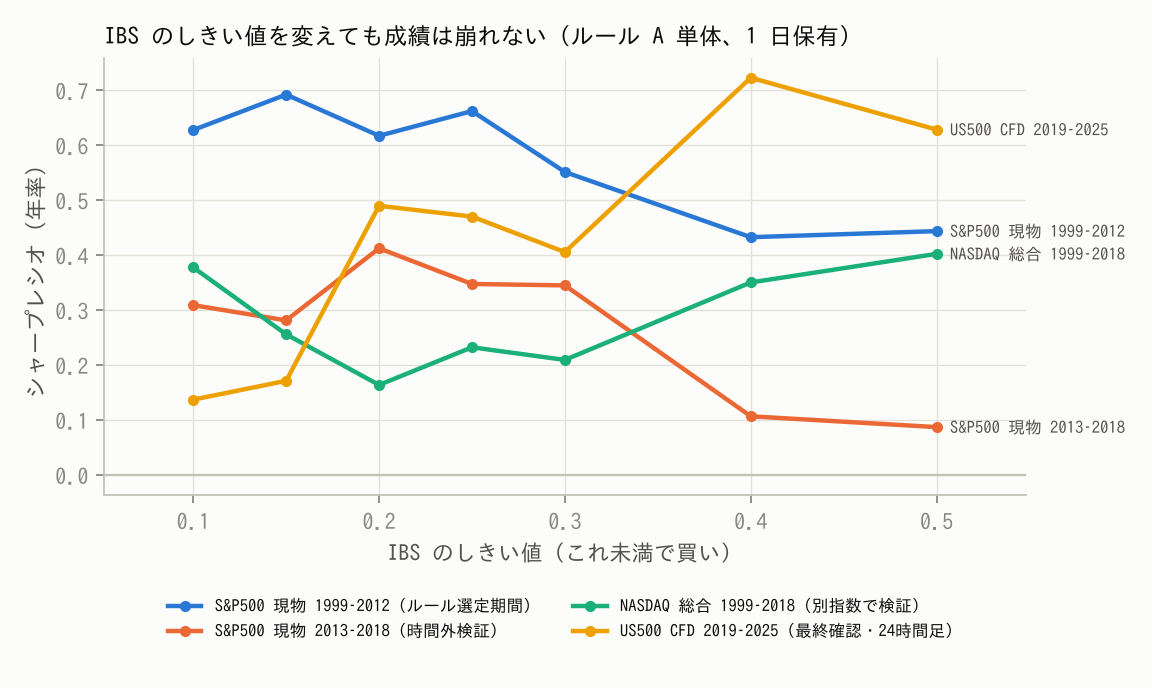 IBS のしきい値を変えても成績は崩れない（ルール A 単体、1 日保有）
シャープレシオ（年率）
0.7
0.6
0.5
0.4
0.3
0.2
0.1
0.0
US500 CFD 2019-2025
S&P500 現物 1999-2012
NASDAQ 総合 1999-2018
S&P500 現物 2013-2018
0.1 0.2 0.3 0.4 0.5
IBS のしきい値（これ未満で買い）
S&P500 現物 1999-2012（ルール選定期間）
S&P500 現物 2013-2018（時間外検証）
NASDAQ 総合 1999-2018（別指数で検証）
US500 CFD 2019-2025（最終確認・24時間足）